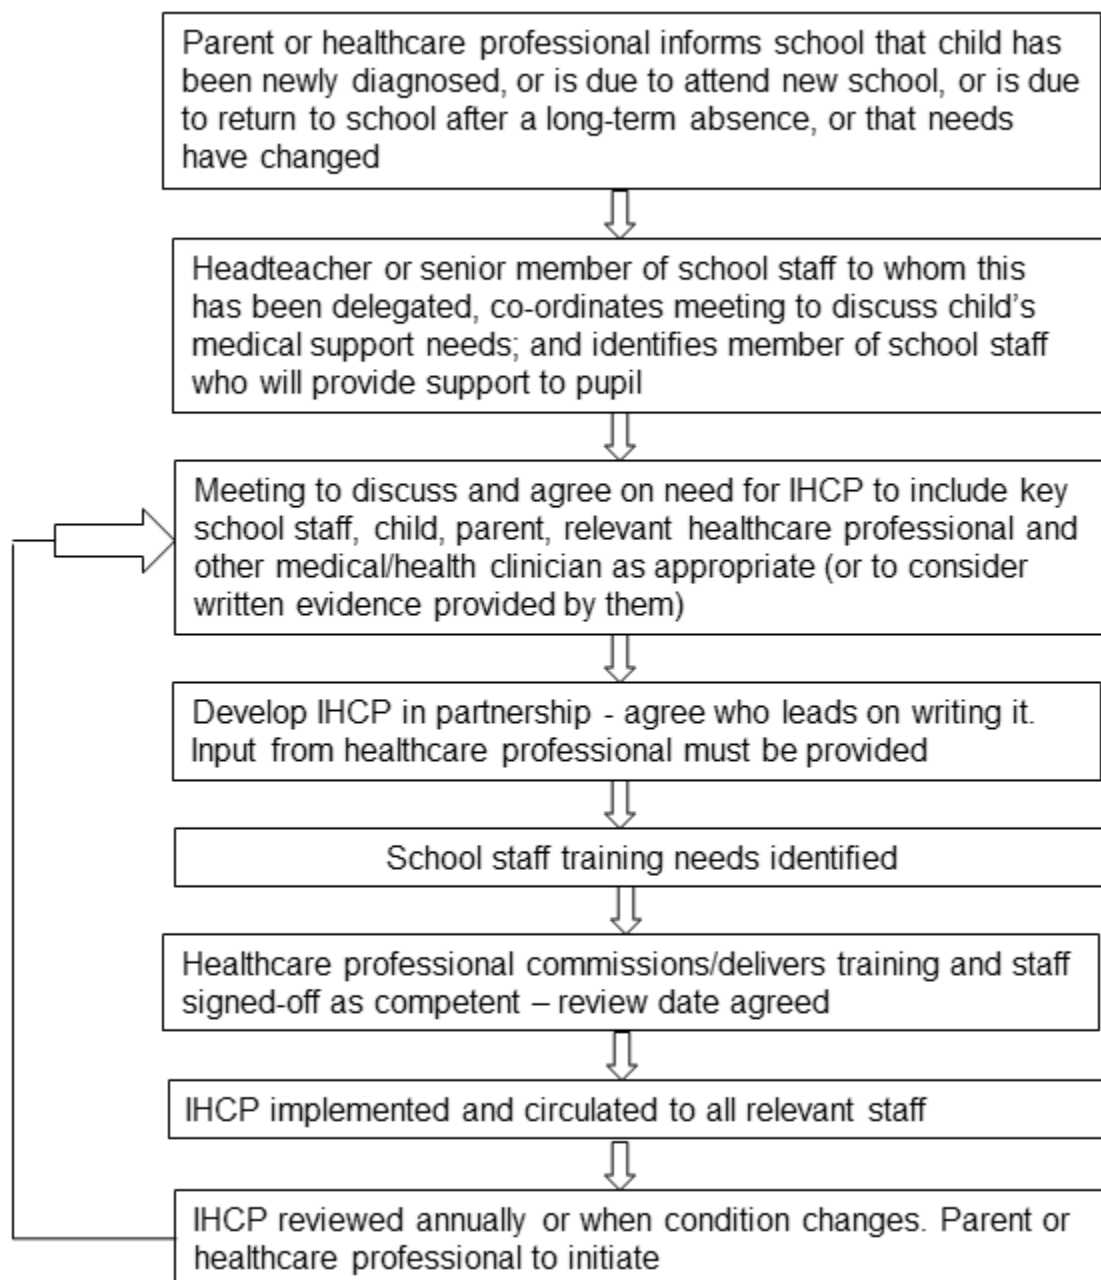 Parent or healthcare professional informs school that child has
been newly diagnosed, or is due to attend new school, or is due
to return to school after a long-term absence, or that needs
have changed
Headteacher or senior member of school staff to whom this
has been delegated, co-ordinates meeting to discuss child's
medical support needs; and identifies member of school staff
who will provide support to pupil
Meeting to discuss and agree on need for IHCP to include key
school staff, child, parent, relevant healthcare professional and
other medical/health clinician as appropriate (or to consider
written evidence provided by them)
Develop IHCP in partnership - agree who leads on writing it.
Input from healthcare professional must be provided
School staff training needs identified
Healthcare professional commissions/delivers training and staff
signed-off as competent – review date agreed
IHCP implemented and circulated to all relevant staff
IHCP reviewed annually or when condition changes. Parent or
healthcare professional to initiate